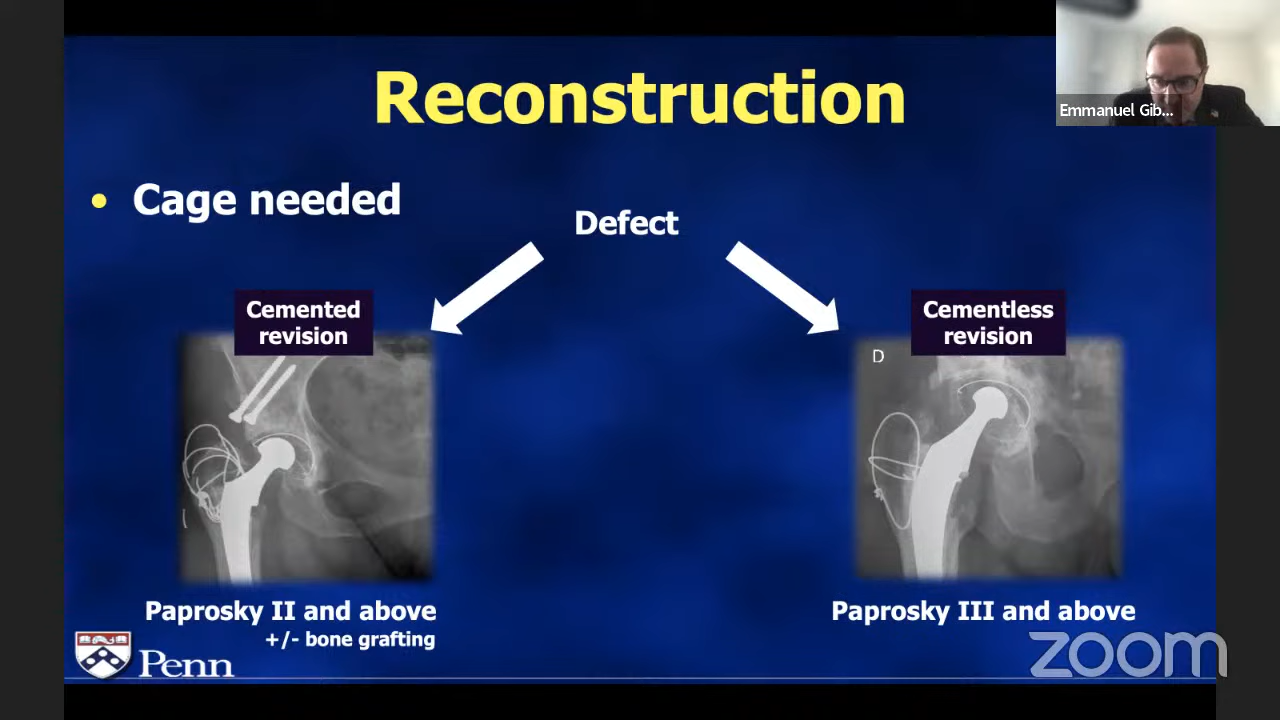 Reconstruction
Emmanuel Gib...
• Cage needed
Defect
Cemented
revision
Cementless
revision
D
Paprosky II and above
+/- bone grafting
Paprosky III and above
Penn
zoom